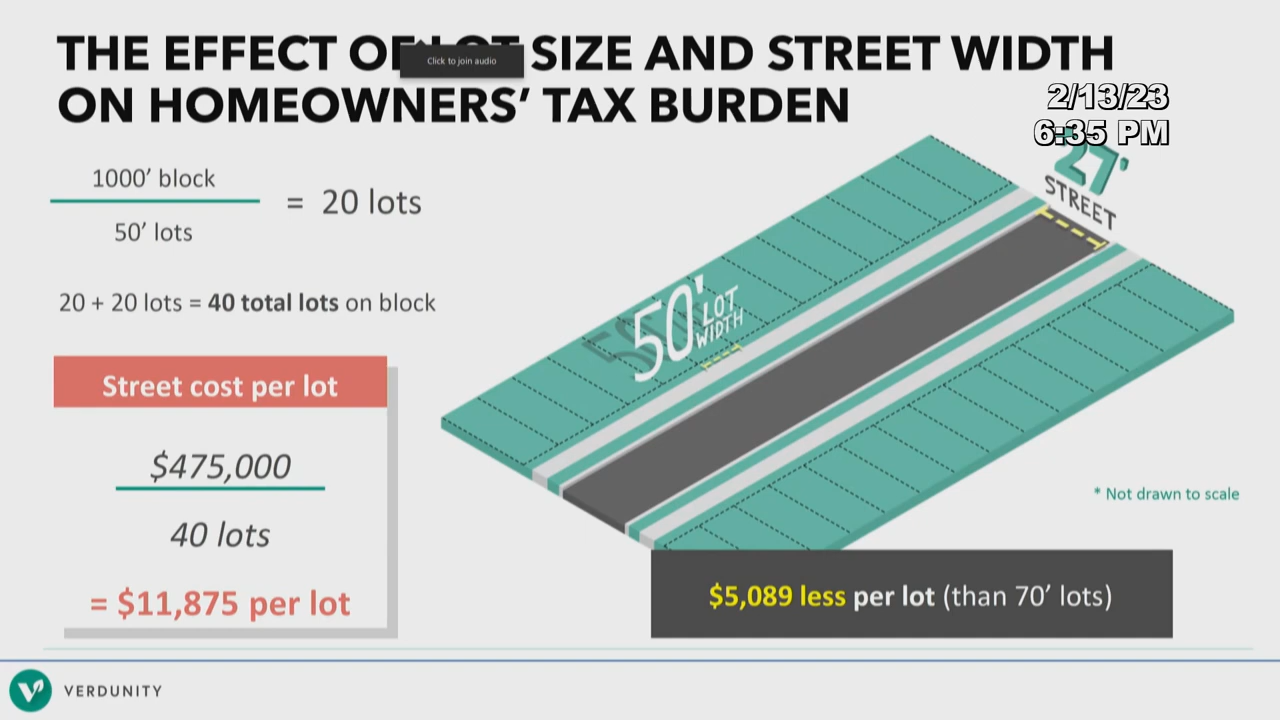 THE EFFECT OF SIZE AND STREET WIDTH
Click to join audio
ON HOMEOWNERS' TAX BURDEN
2/13/23
6:35 PM
27'
STREET
1000' block
= 20 lots
50' lots
20 + 20 lots = 40 total lots on block
50' LOT
WIDTH
Street cost per lot
$475,000
40 lots
= $11,875 per lot
* Not drawn to scale
$5,089 less per lot (than 70' lots)
VERDUNITY